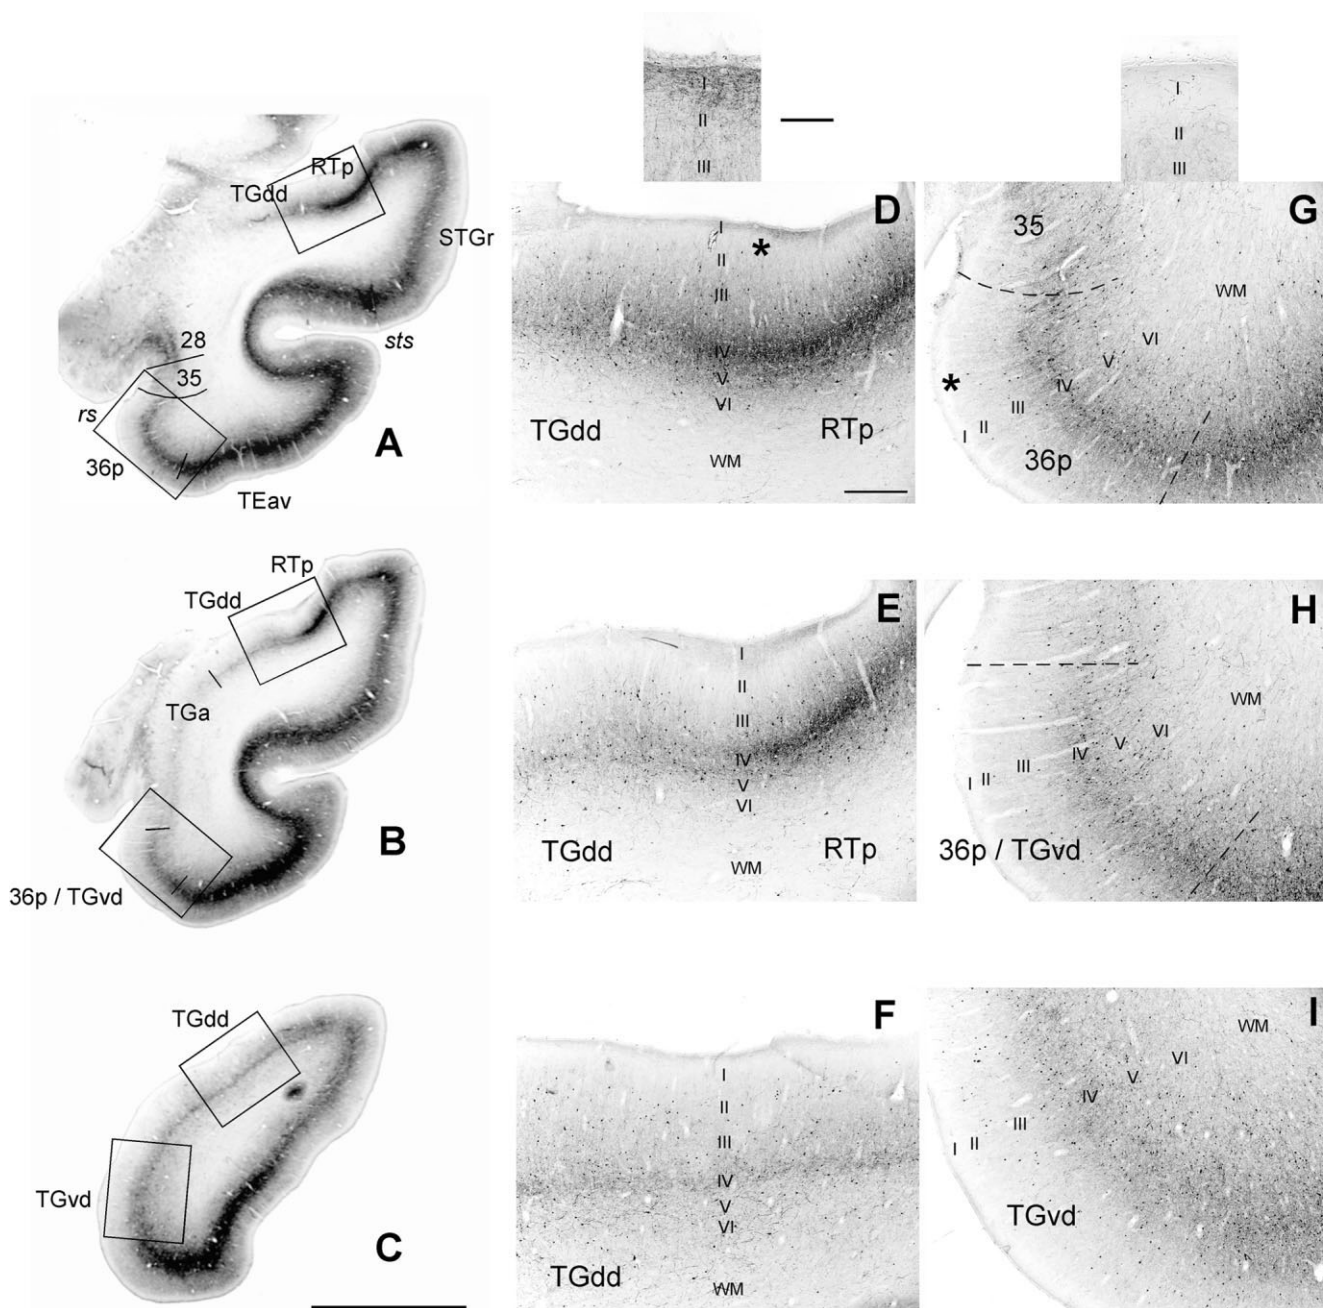 I
II
III
I
II
III
RTp
TGdd
STGr
28
35
sts
rs
36p
A
TEav
D
I
*
II
III
IV
V
VI
TGdd
RTp
WM
G
35
WM
VI
V
*
IV
III
II
I
36p
RTp
TGdd
TGa
B
36p / TGvd
E
I
II
III
IV
V
VI
TGdd
RTp
WM
H
WM
VI
V
IV
III
II
I
36p / TGvd
TGdd
TGvd
C
F
I
II
III
IV
V
VI
TGdd
WM
I
WM
VI
V
IV
III
II
I
TGvd